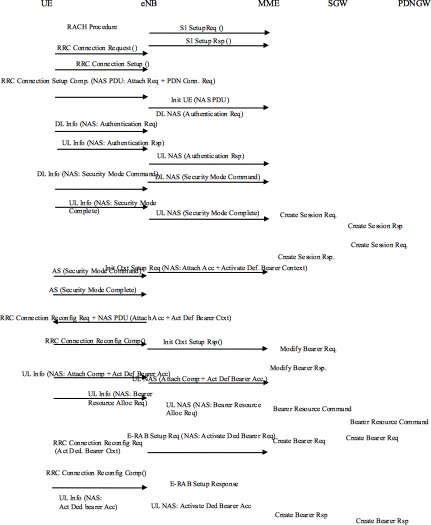 UE eNB MME SGW PDNGW
RACH Procedure
S1 SetupReq ()
S1 Setup Rsp ()
RRC Connection Request()
RRC Connection Setup ()
RRC Connection Setup Comp. (NAS PDU: Attach Req + PDN Conn. Req)
Init UE (NAS PDU)
DL NAS (Authentication Req)
DL Info (NAS: Authentication Req)
UL Info (NAS: Authentication Rsp)
UL NAS (Authentication Rsp)
DL Info (NAS: Security Mode Command)
DL NAS (Security Mode Command)
UL Info (NAS: Security Mode
Complete)
UL NAS (Security Mode Complete)
Create Session Req.
Create Session Rsp
Create Session Req.
Create Session Rsp.
Init Cxt Setup Req (NAS: Attach Acc + Activate Def. Bearer Context)
AS (Security Mode Command)
AS (Security Mode Complete)
RRC Connection Reconfig Req + NAS PDU (Attach Acc + Act Def Bearer Ctxt)
RRC Connection Reconfig Comp()
Init Cxt Setup Rsp()
Modify Bearer Req.
Modify Bearer Rsp.
UL Info (NAS: Attach Comp + Act Def Bearer Acc)
UL NAS (Attach Comp + Act Def Bearer Acc.)
UL Info (NAS: Bearer
Resource Alloc Req)
UL NAS (NAS: Bearer Resource
Alloc Req)
Bearer Resource Command
Bearer Resource Command
E-RAB Setup Req (NAS: Activate Ded Bearer Req)
Create Bearer Req
Create Bearer Req
RRC Connection Reconfig Req
(Act Ded. Bearer Ctxt)
RRC Connection Reconfig Comp()
E-RAB Setup Response
UL Info (NAS:
Act Ded bearer Acc)
UL NAS: Activate Ded Bearer Acc
Create Bearer Rsp
Create Bearer Rsp